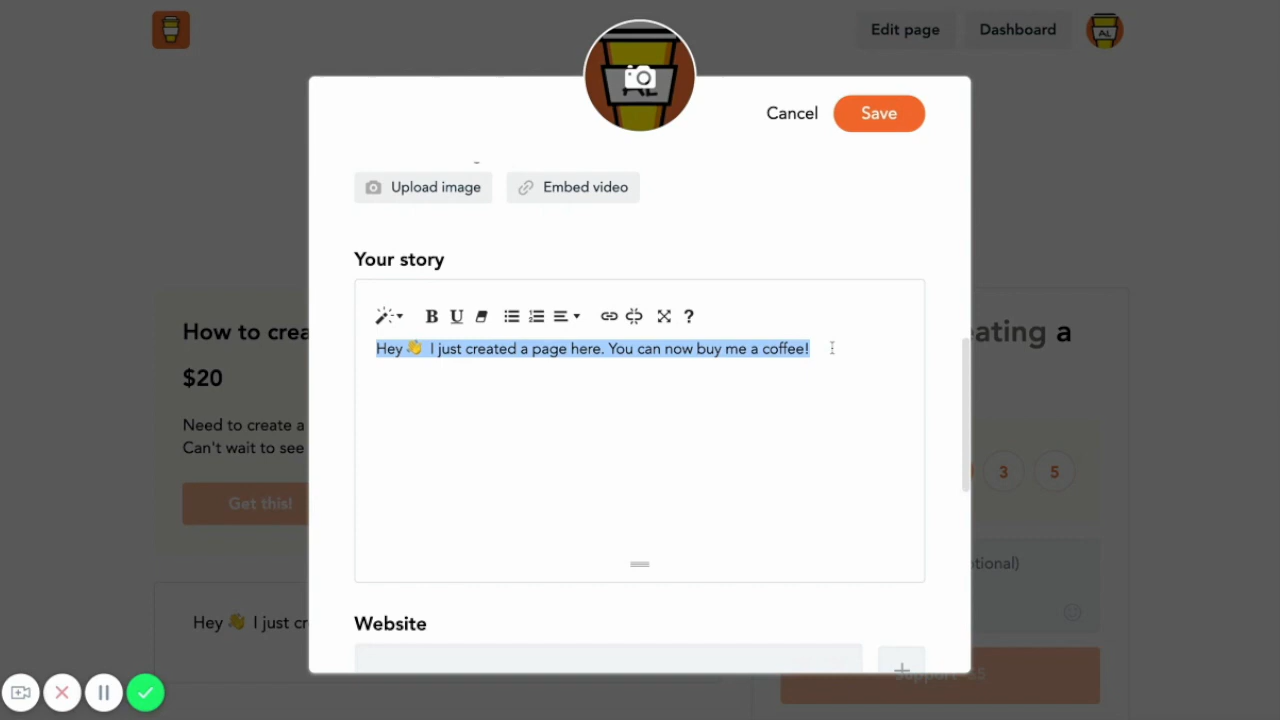 Edit page
Dashboard
AL
Cancel
Save
Upload image
Embed video
Your story
B U ?
Hey 👋 I just created a page here. You can now buy me a coffee!
Website
How to crea
$20
Need to create a
Can't wait to see
Get this!
Hey 👋 I just cr
eating a
3
5
tional)
Support